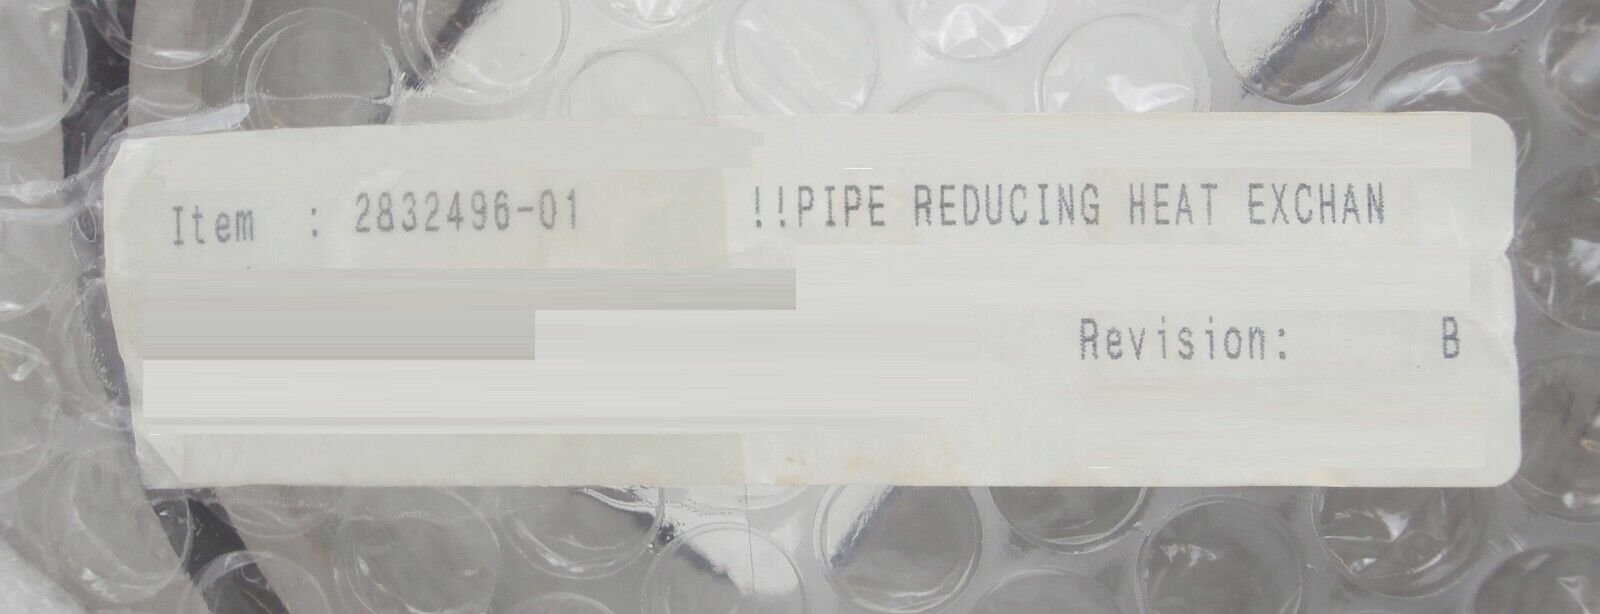 Item : 2832496-01 !!PIPE REDUCING HEAT EXCHAN
Revision: B